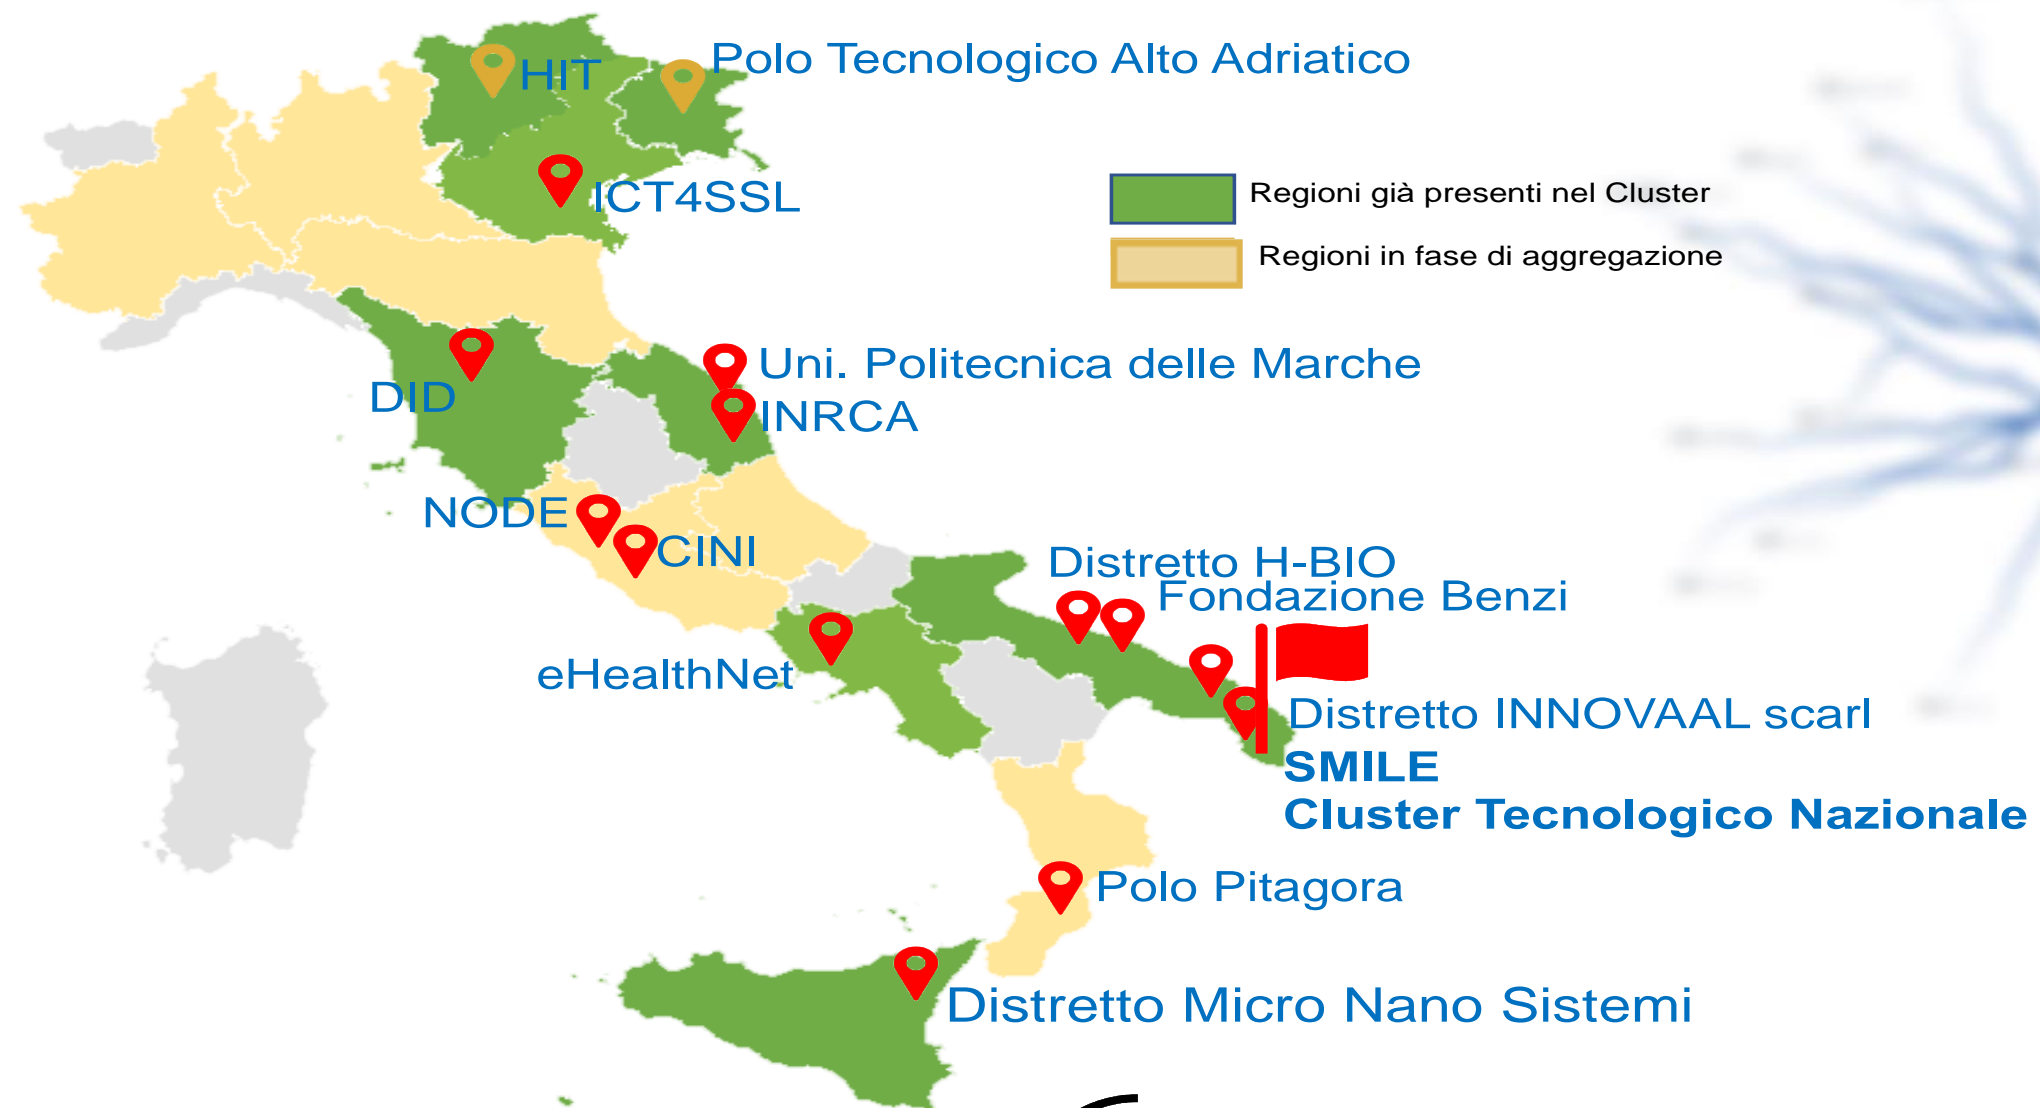 Polo Tecnologico Alto Adriatico
HIT
ICT4SSL
Regioni già presenti nel Cluster
Regioni in fase di aggregazione
Uni. Politecnica delle Marche
DID
INRCA
NODE
CINI
Distretto H-BIO
Fondazione Benzi
eHealthNet
Distretto INNOVAAL scarl
SMILE
Cluster Tecnologico Nazionale
Polo Pitagora
Distretto Micro Nano Sistemi